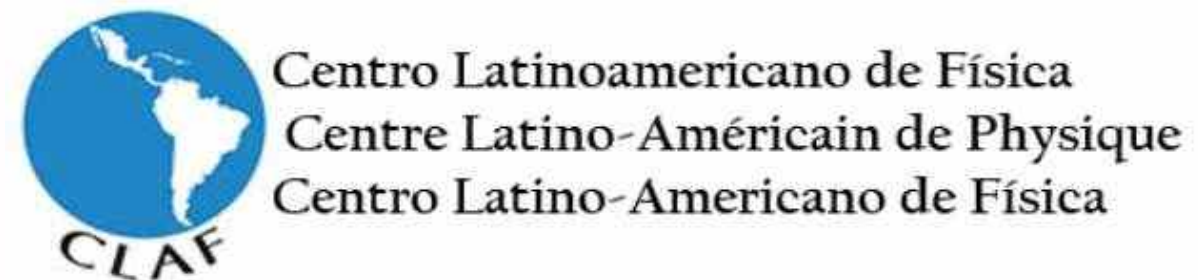 Centro Latinoamericano de Física
Centre Latino-Américain de Physique
Centro Latino-Americano de Física
CLAF